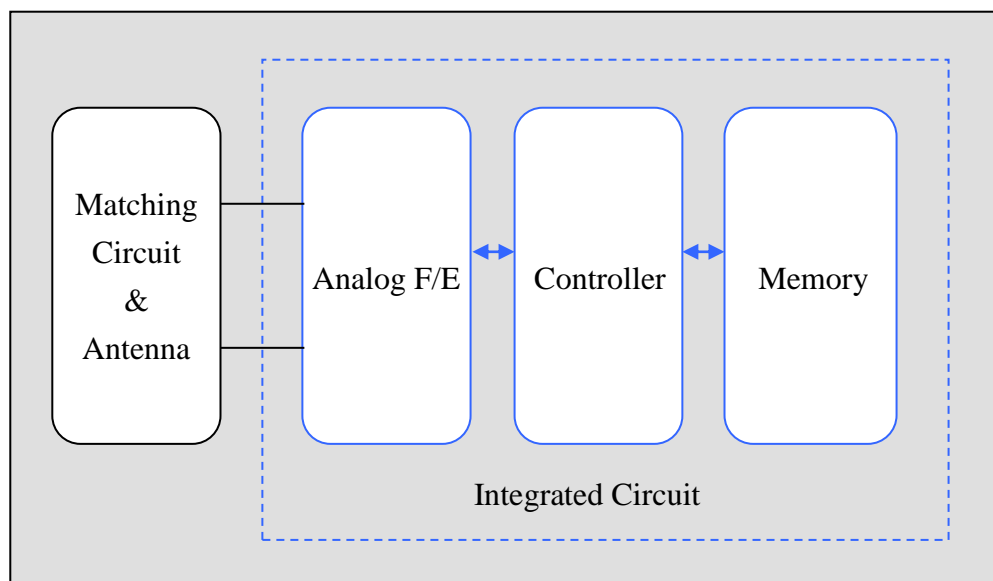 Matching
Circuit
&
Antenna
Analog F/E
Controller
Memory
Integrated Circuit